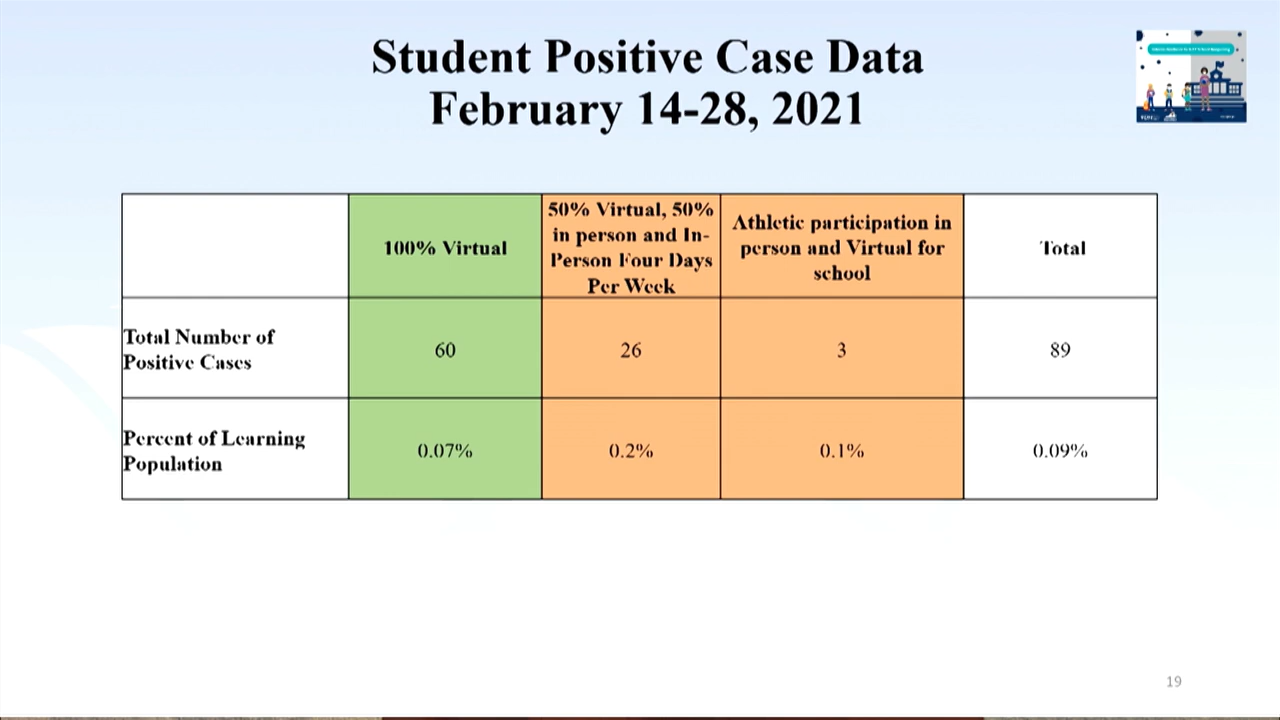 Student Positive Case Data
February 14-28, 2021
100% Virtual
50% Virtual, 50%
in person and In-
Person Four Days
Per Week
Athletic participation in
person and Virtual for
school
Total
Total Number of
Positive Cases
60
26
3
89
Percent of Learning
Population
0.07%
0.2%
0.1%
0.09%
19